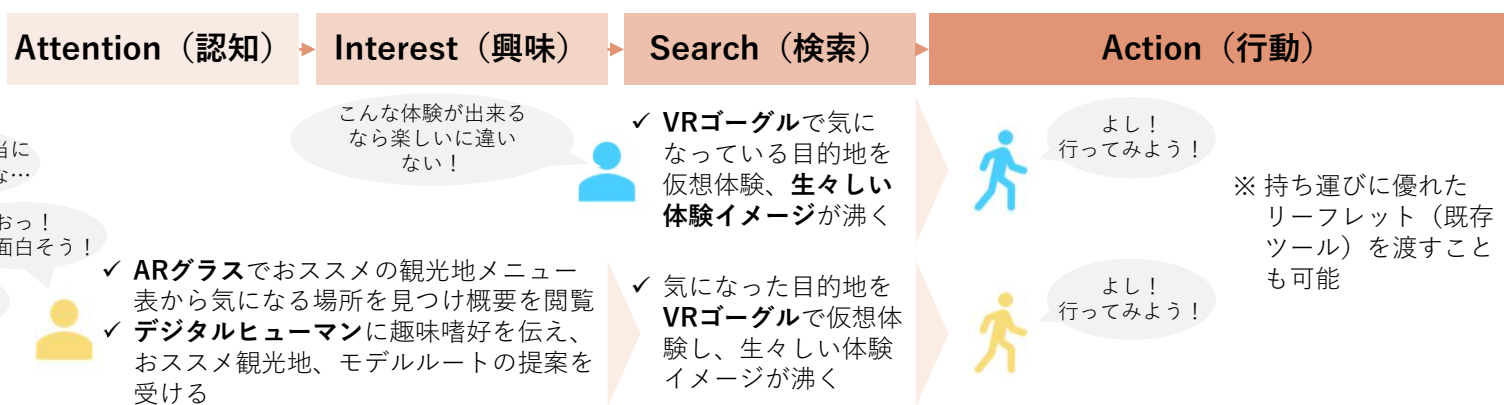 Attention（認知）
Interest（興味）
Search（検索）
Action（行動）
当に
な…
おっ！
面白そう！
こんな体験が出来る
なら楽しいに違い
ない！
✓ VRゴーグルで気に
なっている目的地を
仮想体験、生々しい
体験イメージが沸く
よし！
行ってみよう！
※ 持ち運びに優れた
リーフレット（既存
ツール）を渡すこと
も可能
✓ ARグラスでおススメの観光地メニュー
表から気になる場所を見つけ概要を閲覧
✓ デジタルヒューマンに趣味嗜好を伝え、
おススメ観光地、モデルルートの提案を
受ける
✓ 気になった目的地を
VRゴーグルで仮想体
験し、生々しい体験
イメージが沸く
よし！
行ってみよう！